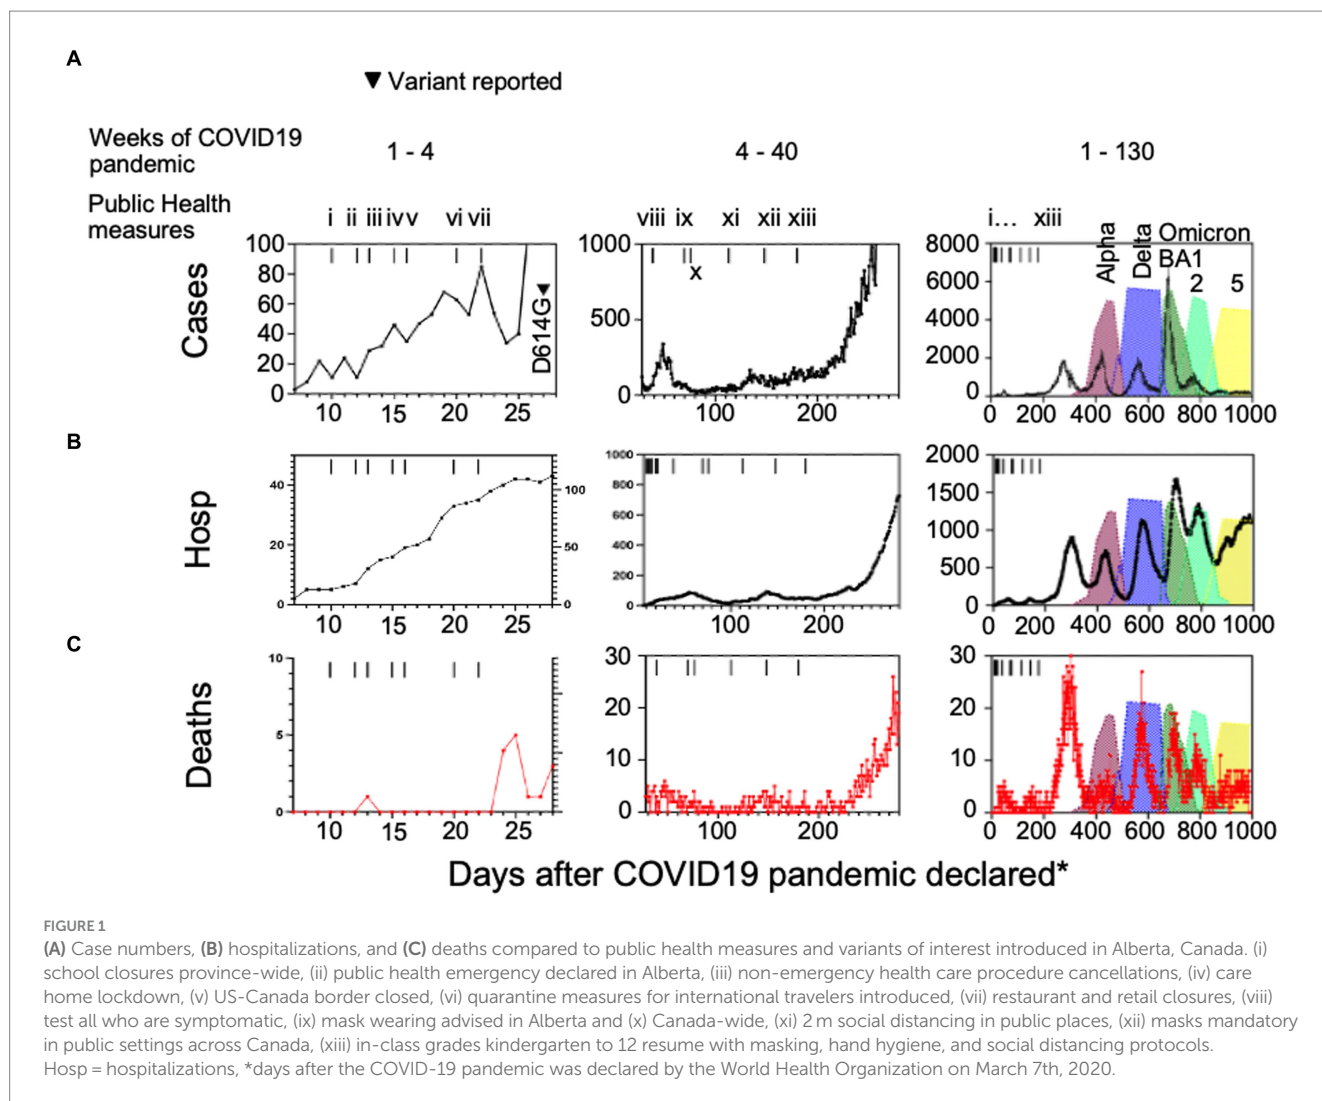 A
▼ Variant reported
Weeks of COVID19 pandemic
1 - 4
4 - 40
1 - 130
Public Health measures
i ii iii iv v vi vii
viii ix xi xii xiii
i... xiii
Cases
100
80
60
40
20
0
10 15 20 25
D614G▼
1000
500
0
100 200
x
8000
6000
4000
2000
0
0 200 400 600 800 1000
Alpha
Delta
Omicron
BA1
2
5
B
Hosp
40
20
0
100
50
0
10 15 20 25
1000
800
600
400
200
0
100 200
2000
1500
1000
500
0
0 200 400 600 800 1000
C
Deaths
10
5
0
10 15 20 25
30
20
10
0
100 200
30
20
10
0
0 200 400 600 800 1000
Days after COVID19 pandemic declared*
FIGURE 1
(A) Case numbers, (B) hospitalizations, and (C) deaths compared to public health measures and variants of interest introduced in Alberta, Canada. (i)
school closures province-wide, (ii) public health emergency declared in Alberta, (iii) non-emergency health care procedure cancellations, (iv) care
home lockdown, (v) US-Canada border closed, (vi) quarantine measures for international travelers introduced, (vii) restaurant and retail closures, (viii)
test all who are symptomatic, (ix) mask wearing advised in Alberta and (x) Canada-wide, (xi) 2 m social distancing in public places, (xii) masks mandatory
in public settings across Canada, (xiii) in-class grades kindergarten to 12 resume with masking, hand hygiene, and social distancing protocols.
Hosp = hospitalizations, *days after the COVID-19 pandemic was declared by the World Health Organization on March 7th, 2020.